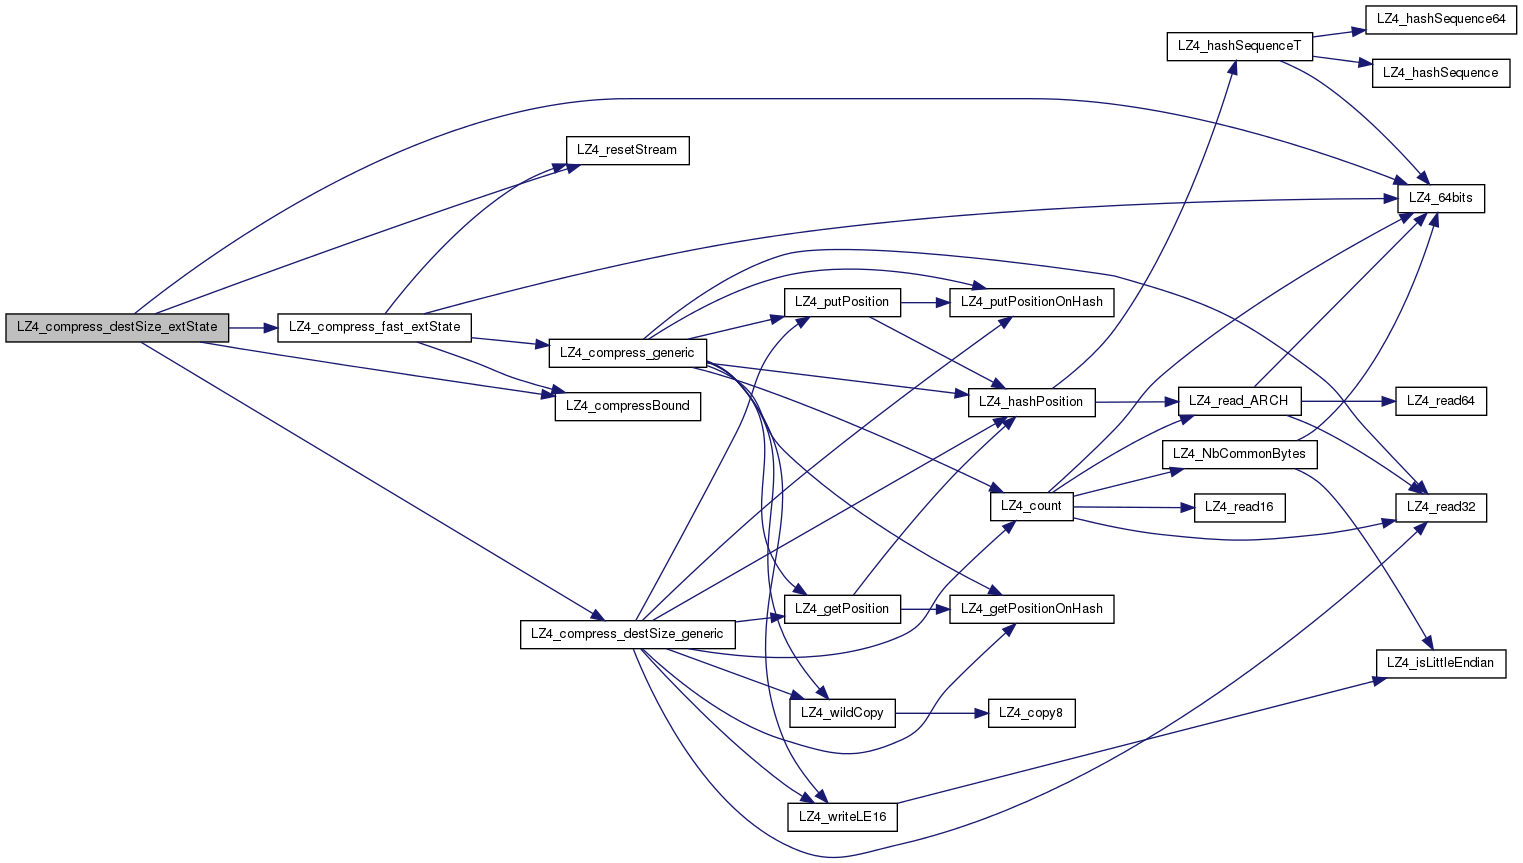 LZ4_hashSequence64
LZ4_hashSequenceT
LZ4_hashSequence
LZ4_resetStream
LZ4_64bits
LZ4_putPosition
LZ4_putPositionOnHash
LZ4_compress_destSize_extState
LZ4_compress_fast_extState
LZ4_compress_generic
LZ4_hashPosition
LZ4_read_ARCH
LZ4_read64
LZ4_compressBound
LZ4_NbCommonBytes
LZ4_count
LZ4_read16
LZ4_read32
LZ4_getPosition
LZ4_getPositionOnHash
LZ4_compress_destSize_generic
LZ4_isLittleEndian
LZ4_wildCopy
LZ4_copy8
LZ4_writeLE16